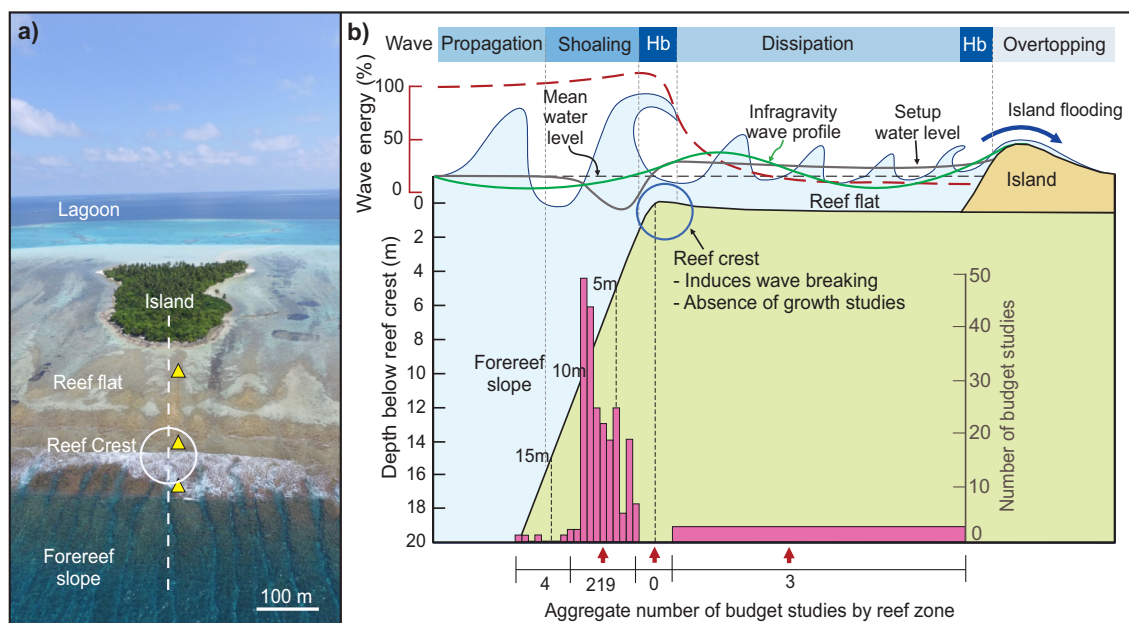 a)
Lagoon
Island
Reef flat
Reef Crest
Forereef
slope
100 m
b)
Wave
Propagation
Shoaling
Hb
Dissipation
Hb
Overtopping
Wave energy (%)
100
50
0
Mean
water
level
Infragravity
wave profile
Setup
water level
Island flooding
Island
Reef flat
Depth below reef crest (m)
0
2
4
6
8
10
12
14
16
18
20
Reef crest
- Induces wave breaking
- Absence of growth studies
5m
10m
15m
Forereef
slope
50
40
30
20
10
0
Number of budget studies
4
219
0
3
Aggregate number of budget studies by reef zone